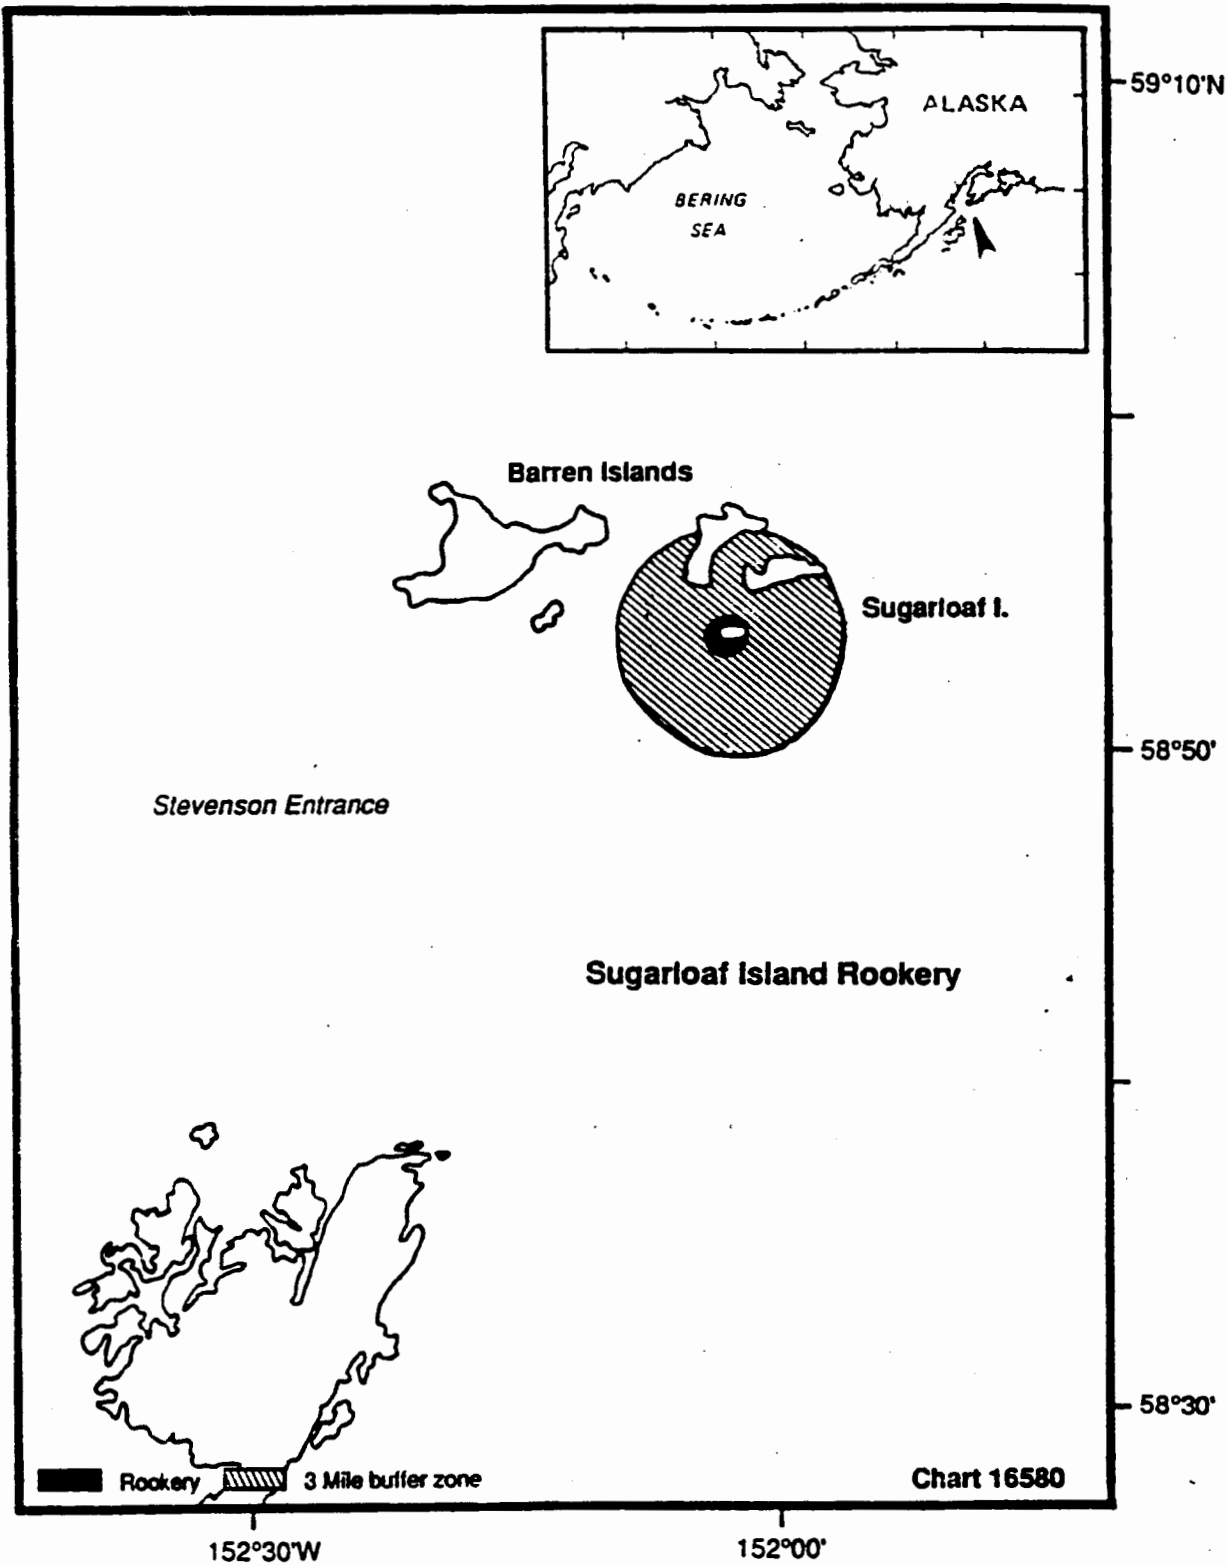 59°10'N
ALASKA
BERING
SEA
Barren Islands
Sugarloaf I.
58°50'
Stevenson Entrance
Sugarloaf Island Rookery
58°30'
Rookery
3 Mile buffer zone
Chart 16580
152°30'W
152°00'